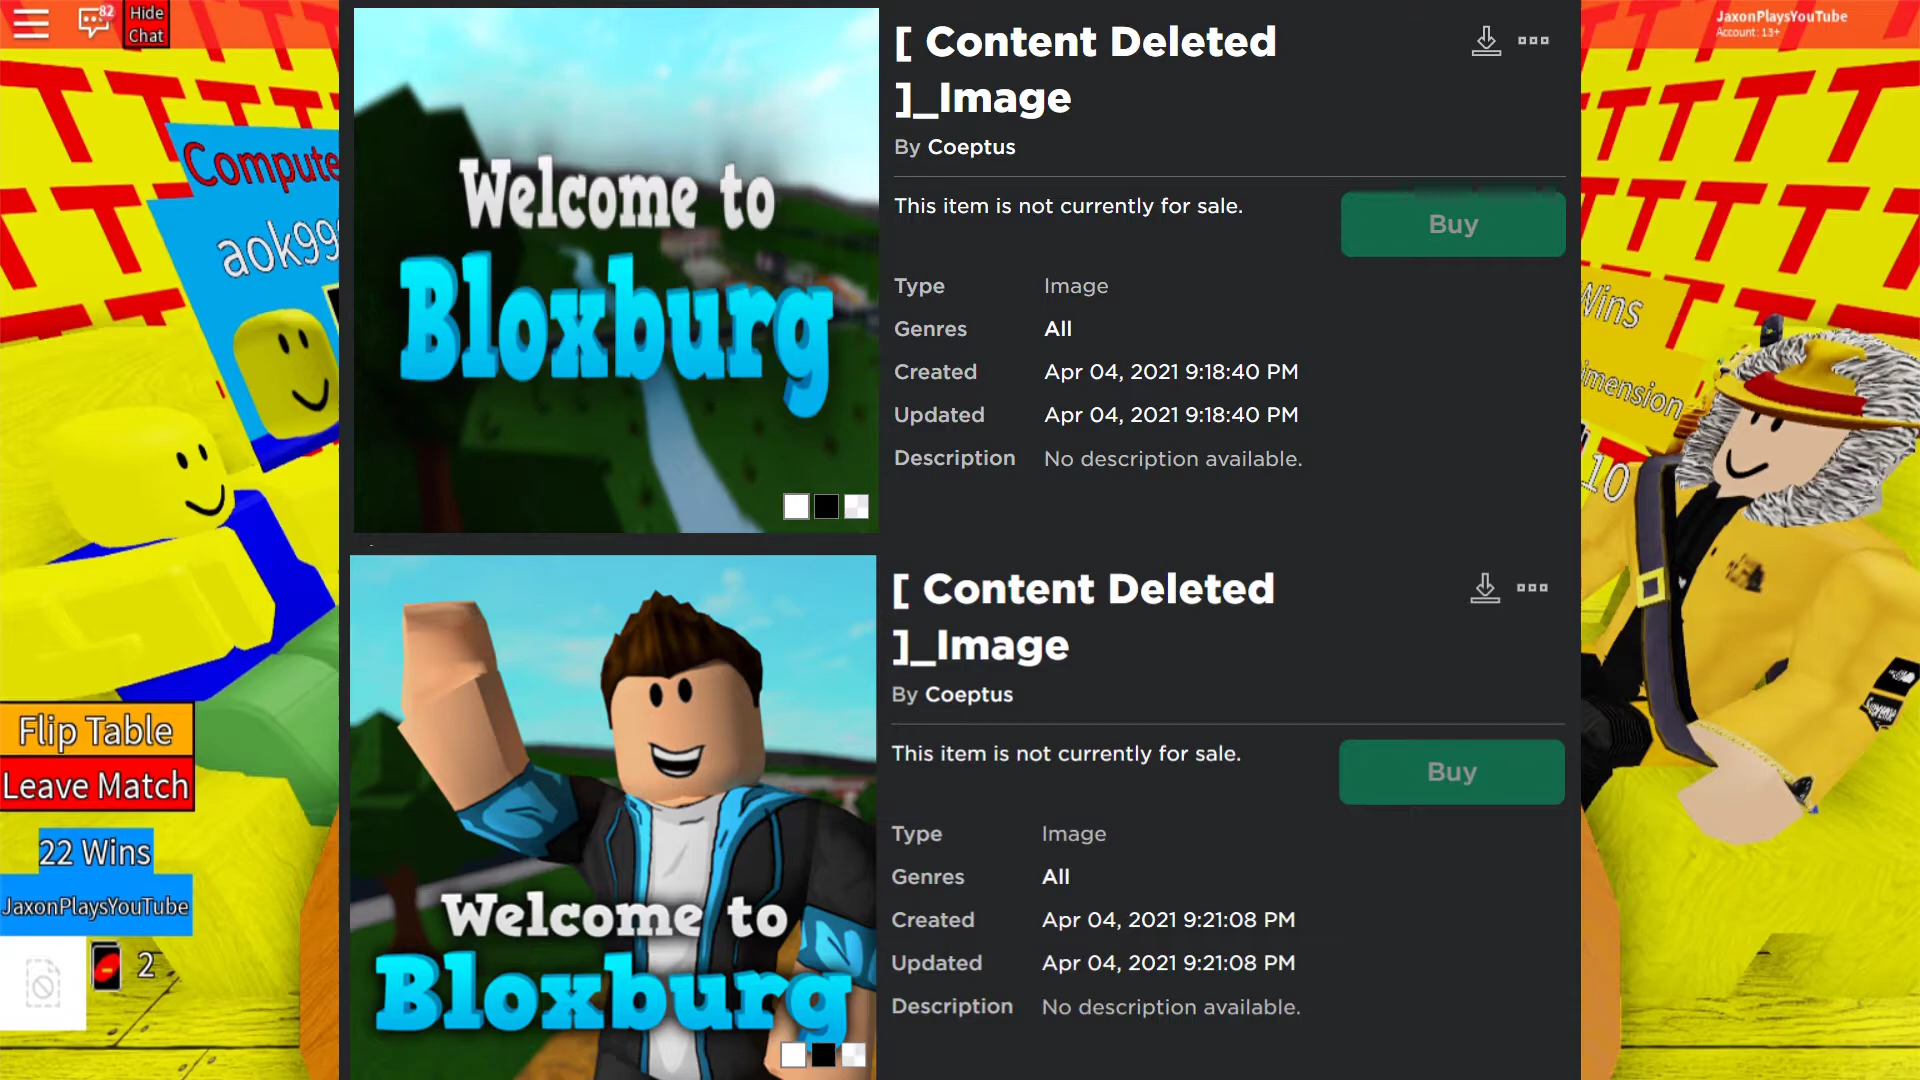 82
Hide
Chat
Compute
aok99
Flip Table
Leave Match
22 Wins
JaxonPlaysYouTube
2
Welcome to
Bloxburg
[ Content Deleted
]_Image
By Coeptus
This item is not currently for sale.
Buy
Type Image
Genres All
Created Apr 04, 2021 9:18:40 PM
Updated Apr 04, 2021 9:18:40 PM
Description No description available.
Welcome to
Bloxburg
[ Content Deleted
]_Image
By Coeptus
This item is not currently for sale.
Buy
Type Image
Genres All
Created Apr 04, 2021 9:21:08 PM
Updated Apr 04, 2021 9:21:08 PM
Description No description available.
JaxonPlaysYouTube
Account: 13+
Wins
imension
10
Supreme